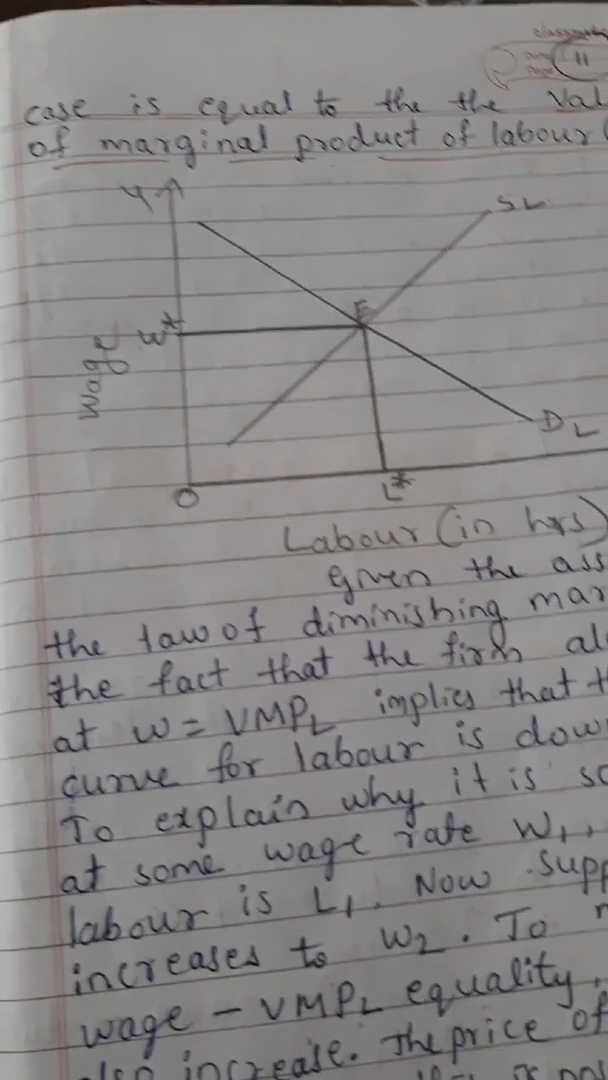 11
case is equal to the the Val
of marginal product of labour (
Y
SL
E
W*
Wage
DL
O
L*
Labour (in hrs)
given the ass
the law of diminishing mar
the fact that the firm al
at w = VMPL implies that t
curve for labour is dow
To explain why it is so
at some wage rate W1,
labour is L1. Now supp
increases to W2. To
wage - VMPL equality,
also increase. The price of